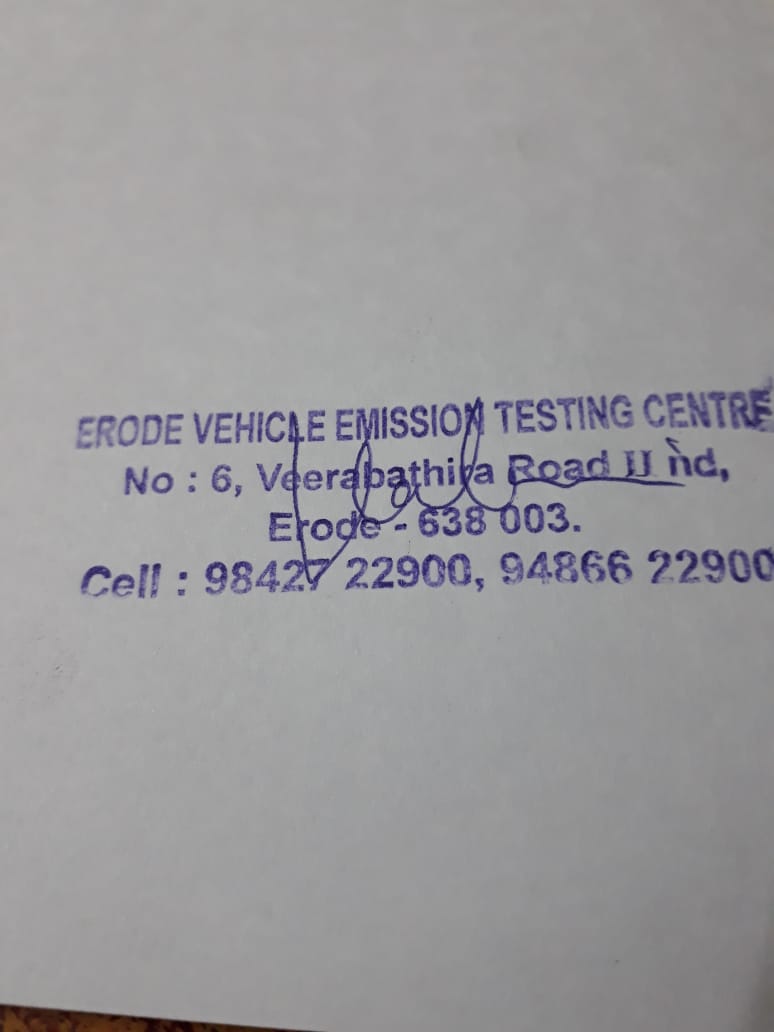 ERODE VEHICLE EMISSION TESTING CENTRE
No : 6, Veerabathira Road II nd,
Erode - 638 003.
Cell : 98427 22900, 94866 22900